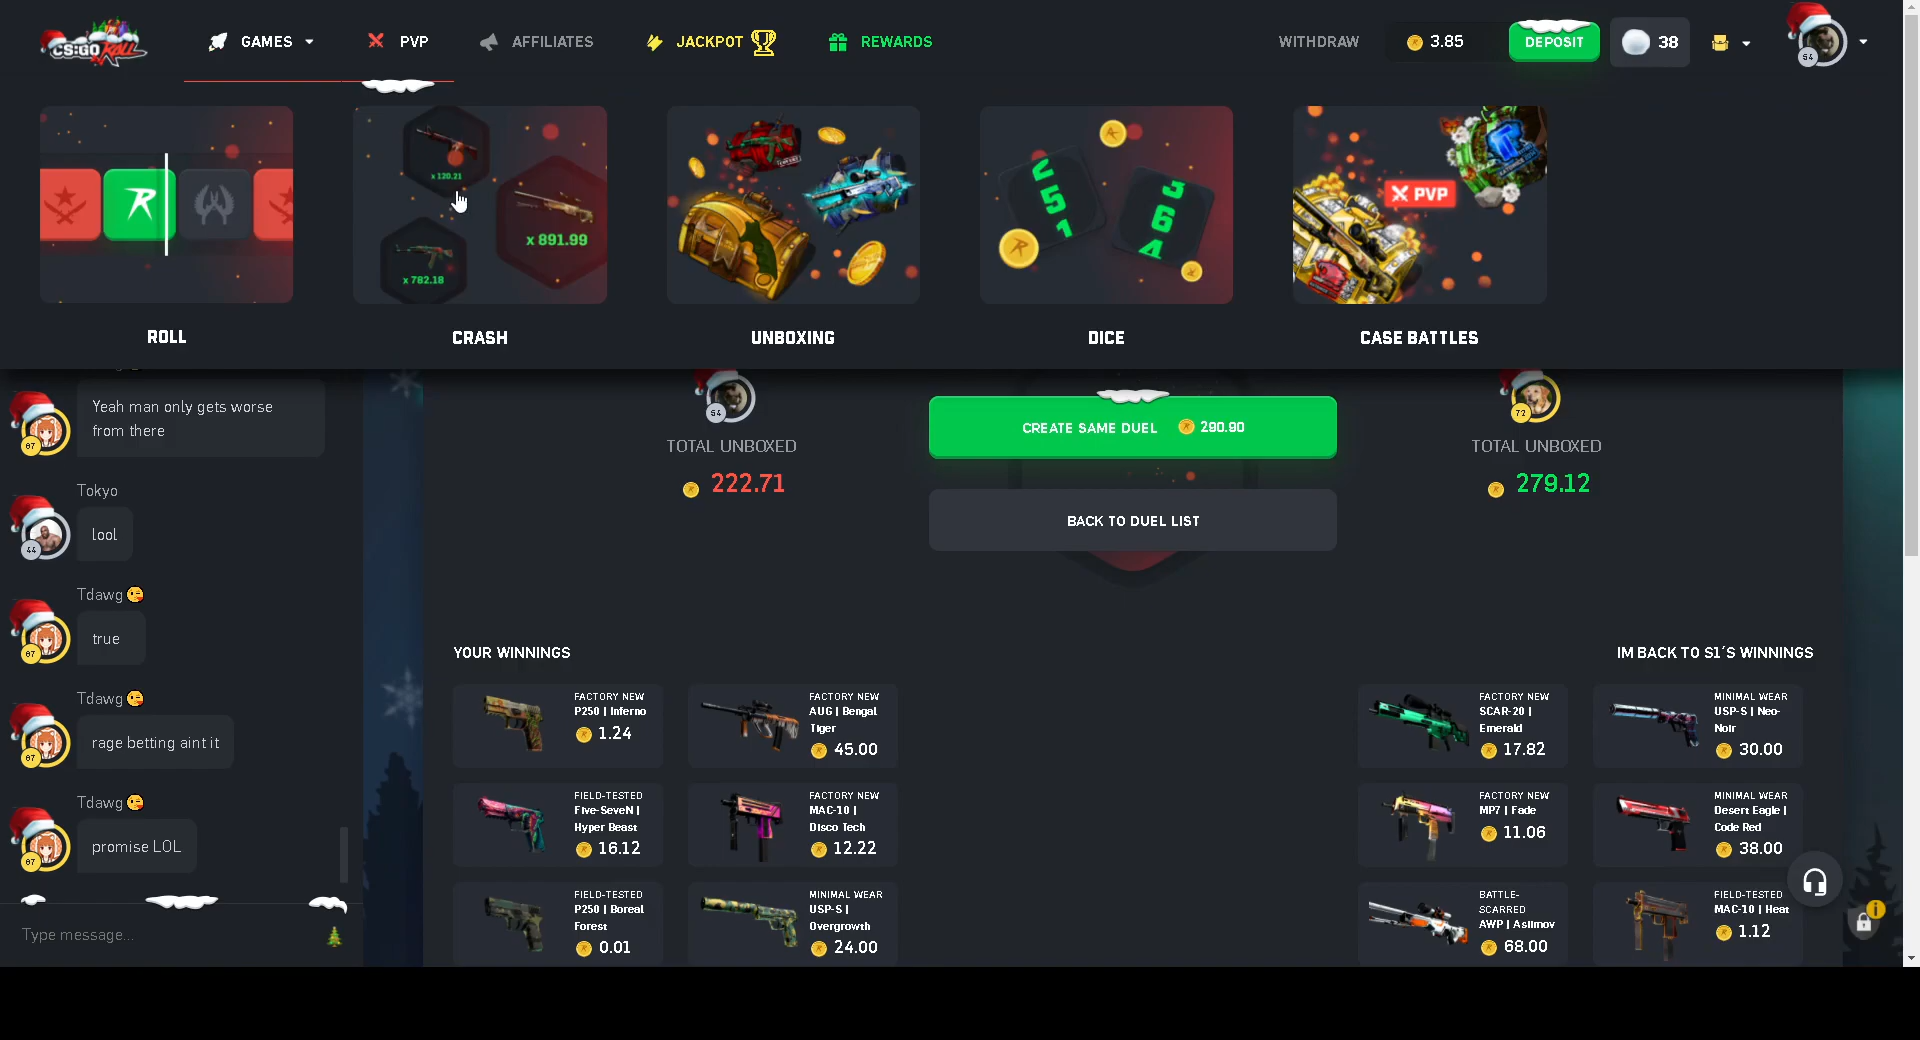 CS:GO ROLL
GAMES
PVP
AFFILIATES
JACKPOT
REWARDS
WITHDRAW
3.85
DEPOSIT
38
54
x 120.21
x 891.99
x 782.18
PVP
ROLL
CRASH
UNBOXING
DICE
CASE BATTLES
Yeah man only gets worse
from there
87
Tokyo
lool
44
Tdawg 😘
true
87
Tdawg 😘
rage betting aint it
87
Tdawg 😘
promise LOL
87
Type message...
54
TOTAL UNBOXED
222.71
CREATE SAME DUEL 290.90
BACK TO DUEL LIST
72
TOTAL UNBOXED
279.12
YOUR WINNINGS
FACTORY NEW
P250 | Inferno
1.24
FACTORY NEW
AUG | Bengal
Tiger
45.00
FIELD-TESTED
Five-SeveN |
Hyper Beast
16.12
FACTORY NEW
MAC-10 |
Disco Tech
12.22
FIELD-TESTED
P250 | Boreal
Forest
0.01
MINIMAL WEAR
USP-S |
Overgrowth
24.00
IM BACK TO S1´S WINNINGS
FACTORY NEW
SCAR-20 |
Emerald
17.82
MINIMAL WEAR
USP-S | Neo-
Noir
30.00
FACTORY NEW
MP7 | Fade
11.06
MINIMAL WEAR
Desert Eagle |
Code Red
38.00
BATTLE-
SCARRED
AWP | Asiimov
68.00
FIELD-TESTED
MAC-10 | Heat
1.12